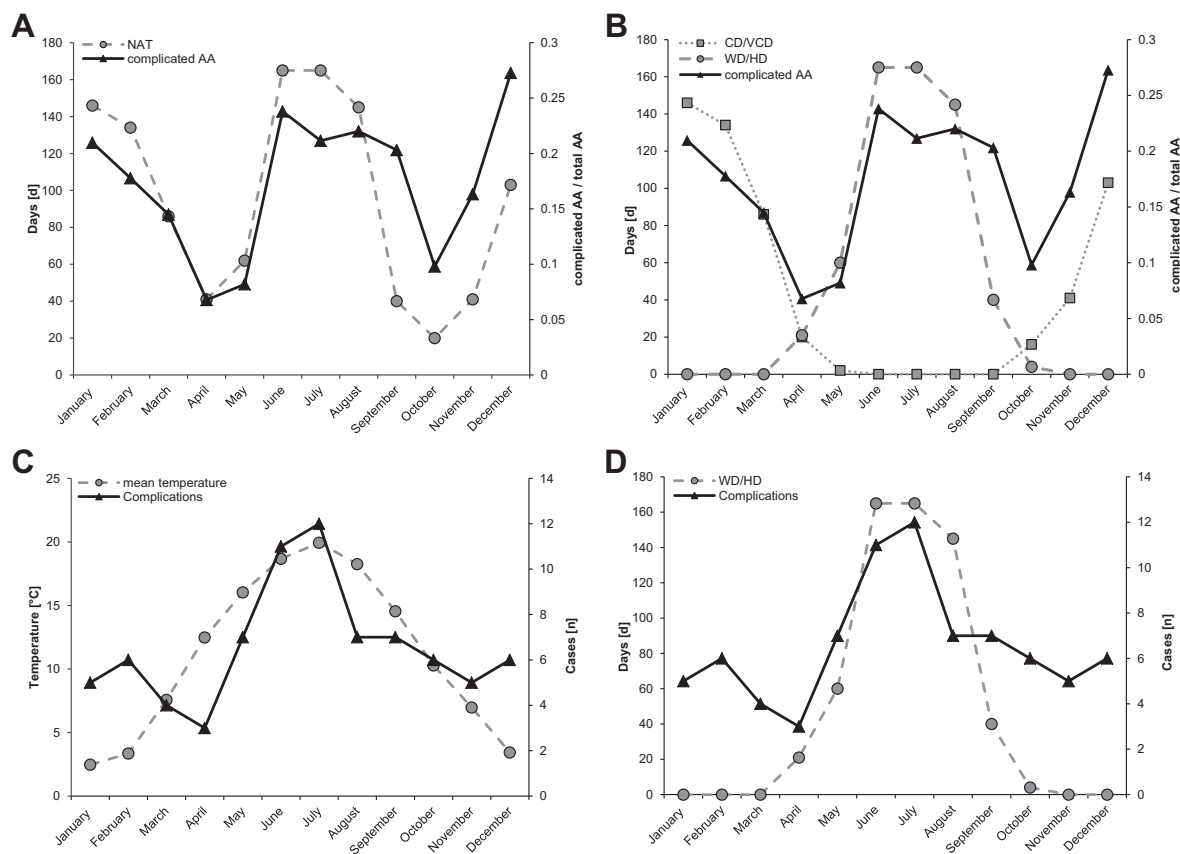 A
NAT
complicated AA
180
160
140
120
100
80
60
40
20
0
Days [d]
0.3
0.25
0.2
0.15
0.1
0.05
0
complicated AA / total AA
January
February
March
April
May
June
July
August
September
October
November
December
B
CD/VCD
WD/HD
complicated AA
180
160
140
120
100
80
60
40
20
0
Days [d]
0.3
0.25
0.2
0.15
0.1
0.05
0
complicated AA / total AA
January
February
March
April
May
June
July
August
September
October
November
December
C
mean temperature
Complications
25
20
15
10
5
0
Temperature [°C]
14
12
10
8
6
4
2
0
Cases [n]
January
February
March
April
May
June
July
August
September
October
November
December
D
WD/HD
Complications
180
160
140
120
100
80
60
40
20
0
Days [d]
14
12
10
8
6
4
2
0
Cases [n]
January
February
March
April
May
June
July
August
September
October
November
December